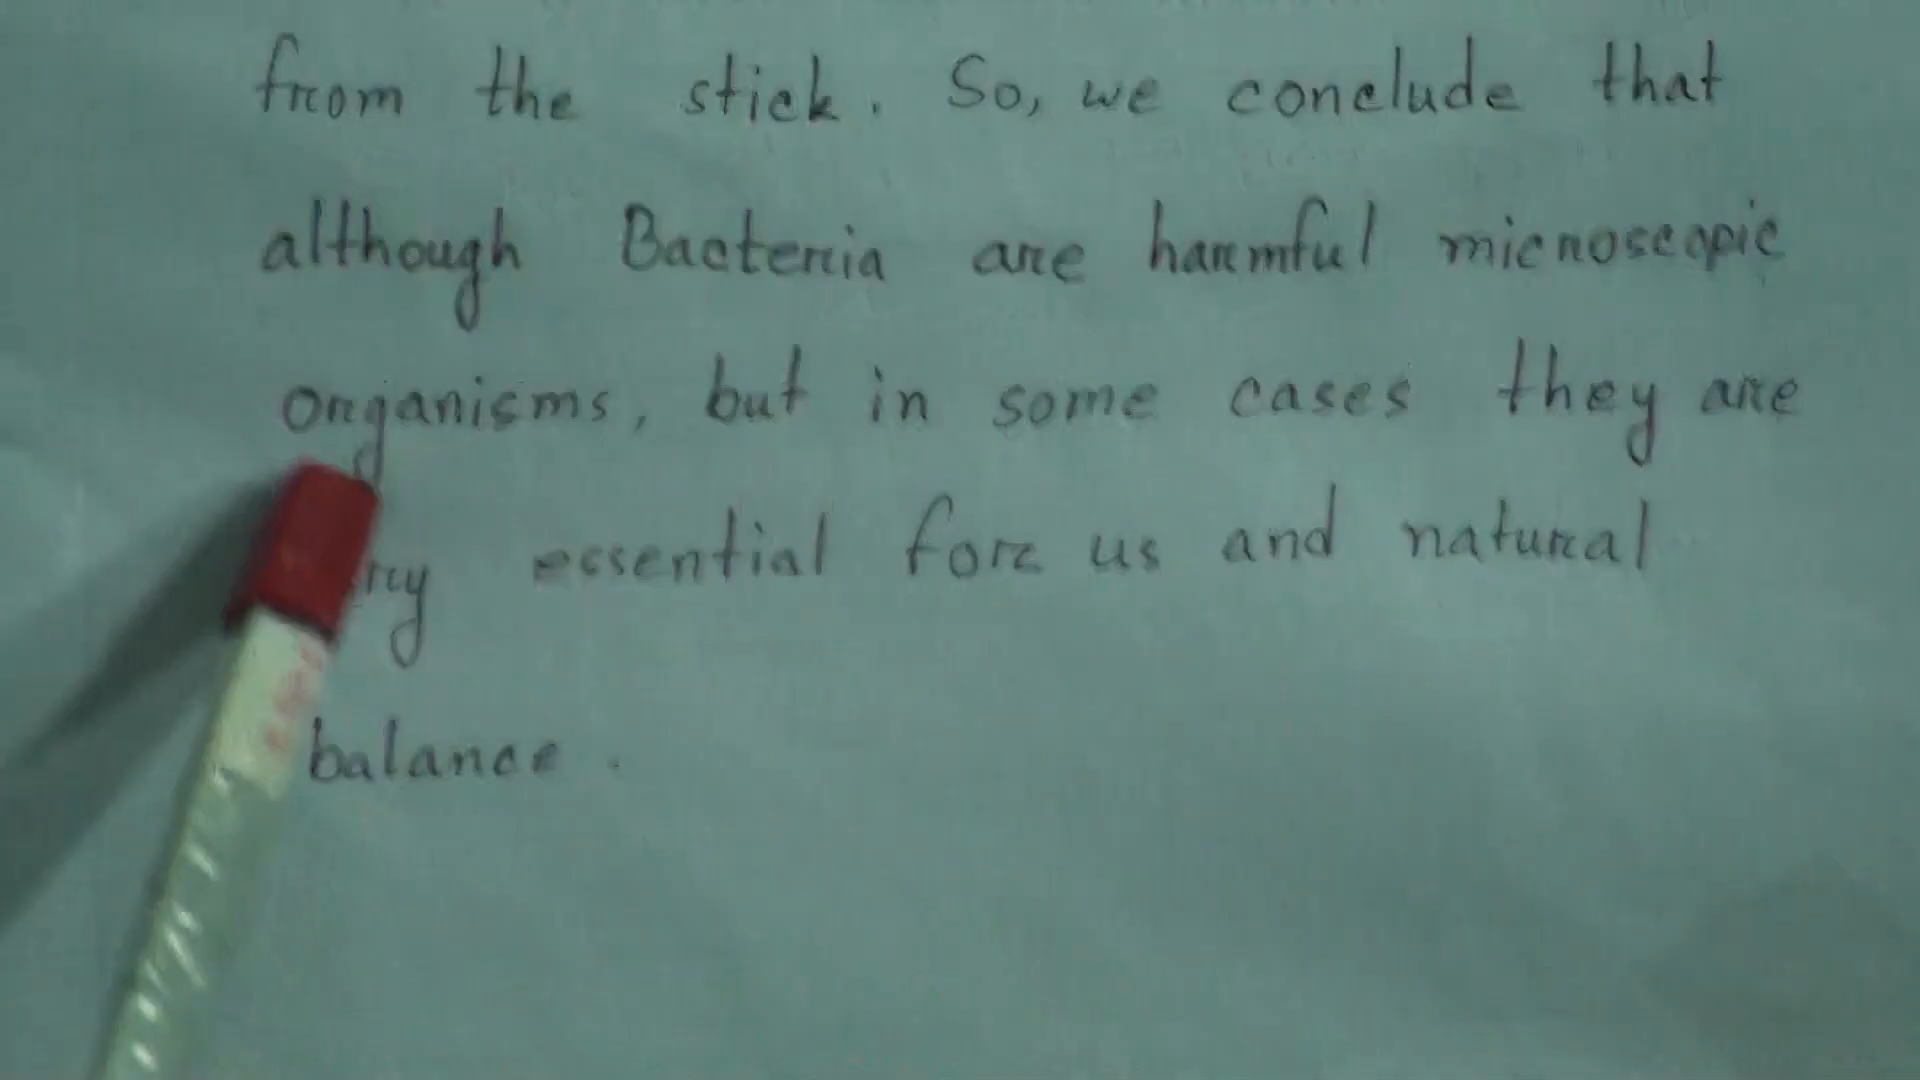 from the stick. So, we conclude that
although Bacteria are harmful microscopic
organisms, but in some cases they are
essential for us and natural
balance.